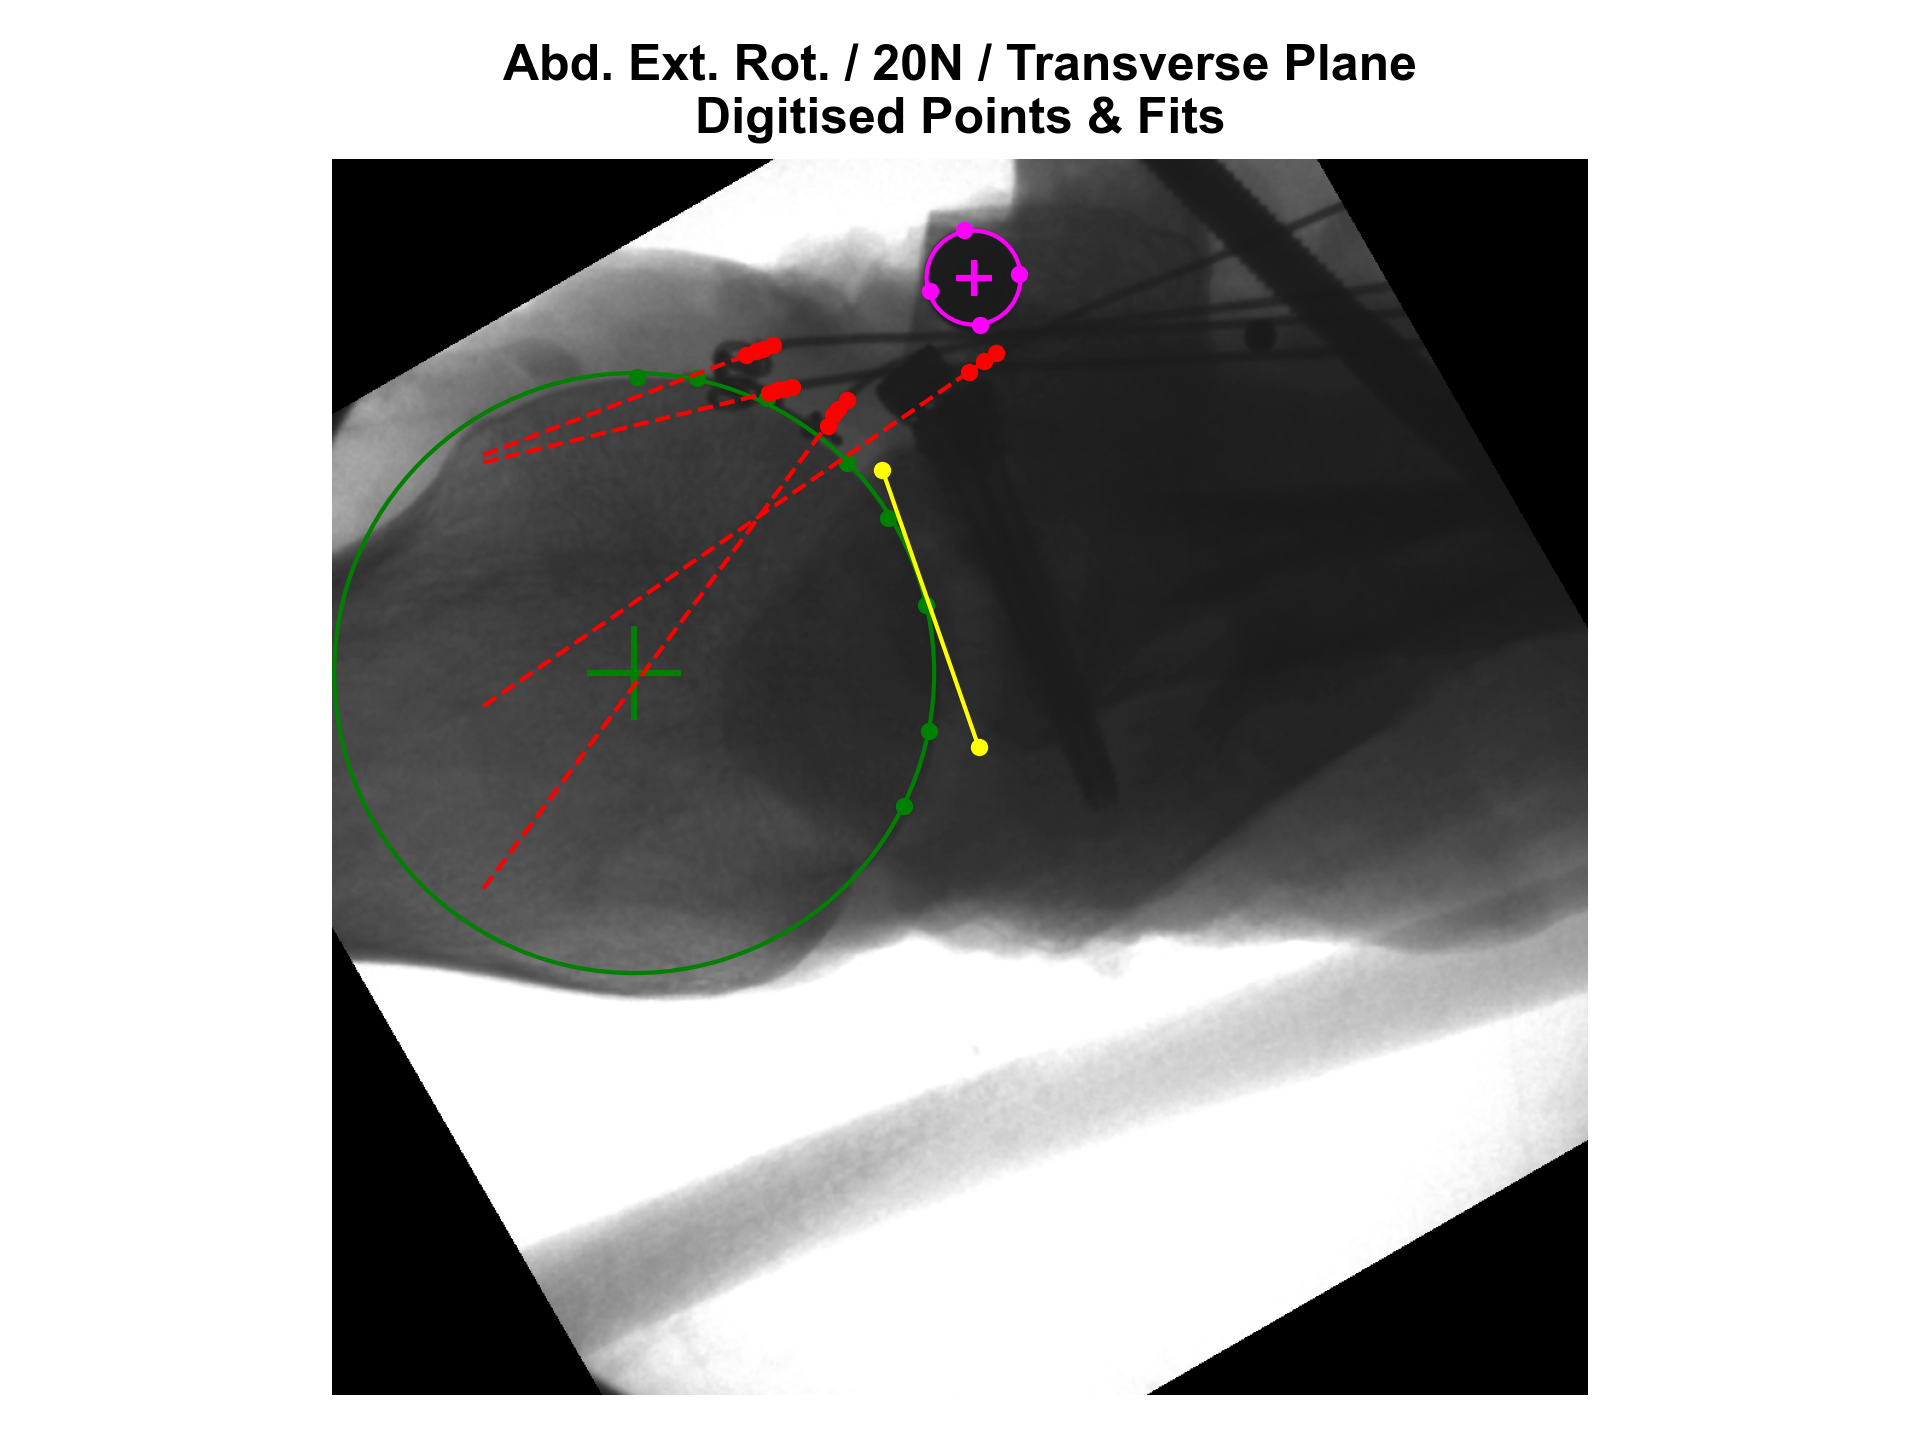 Abd. Ext. Rot. / 20N / Transverse Plane
Digitised Points & Fits